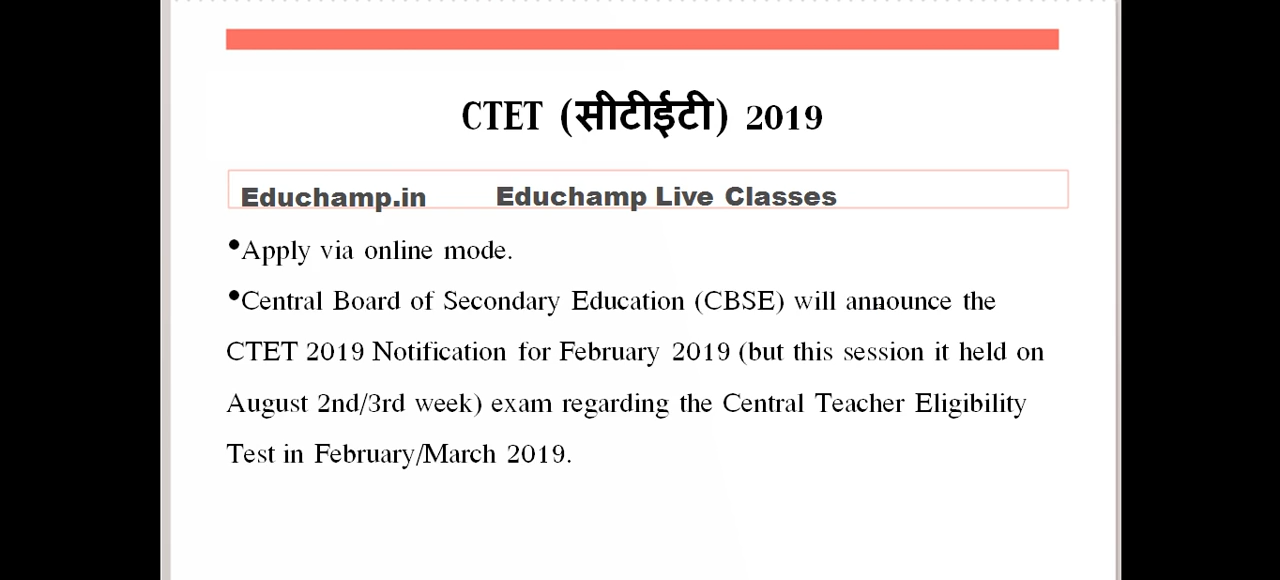 CTET (सीटीईटी) 2019
Educhamp.in Educhamp Live Classes
•Apply via online mode.
•Central Board of Secondary Education (CBSE) will announce the
CTET 2019 Notification for February 2019 (but this session it held on
August 2nd/3rd week) exam regarding the Central Teacher Eligibility
Test in February/March 2019.